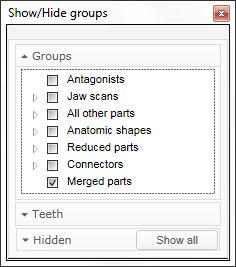 Show/Hide groups
Groups
Antagonists
Jaw scans
All other parts
Anatomic shapes
Reduced parts
Connectors
Merged parts
Teeth
Hidden Show all